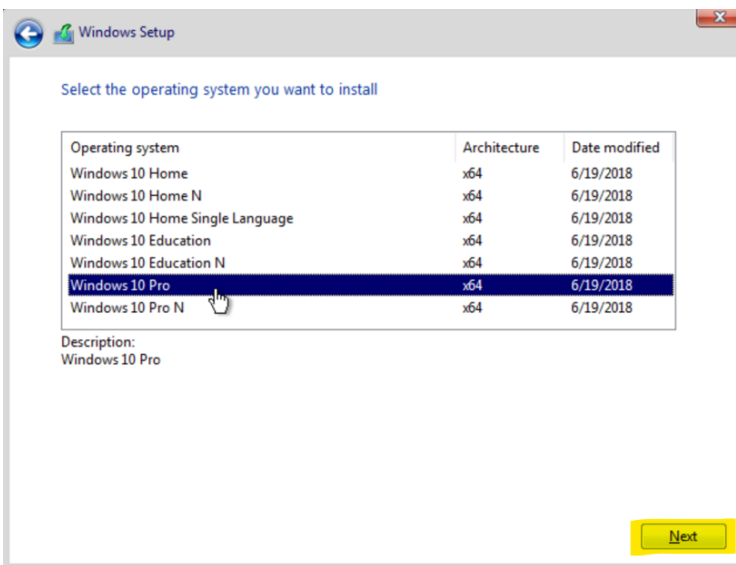 Windows Setup
Select the operating system you want to install
Operating system Architecture Date modified
Windows 10 Home x64 6/19/2018
Windows 10 Home N x64 6/19/2018
Windows 10 Home Single Language x64 6/19/2018
Windows 10 Education x64 6/19/2018
Windows 10 Education N x64 6/19/2018
Windows 10 Pro x64 6/19/2018
Windows 10 Pro N x64 6/19/2018
Description:
Windows 10 Pro
Next